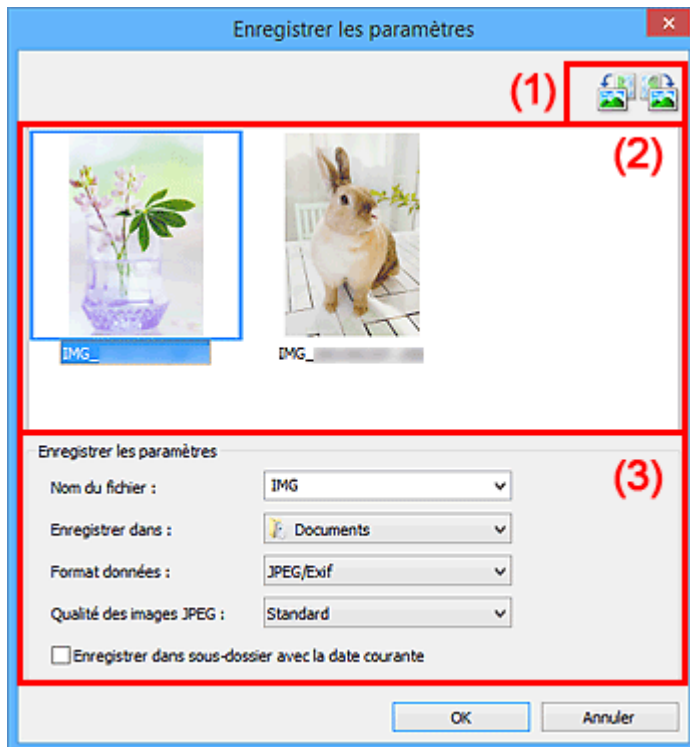 Enregistrer les paramètres
(1)
(2)
IMG_
IMG_
Enregistrer les paramètres
(3)
Nom du fichier : IMG
Enregistrer dans : Documents
Format données : JPEG/Exif
Qualité des images JPEG : Standard
Enregistrer dans sous-dossier avec la date courante
OK Annuler